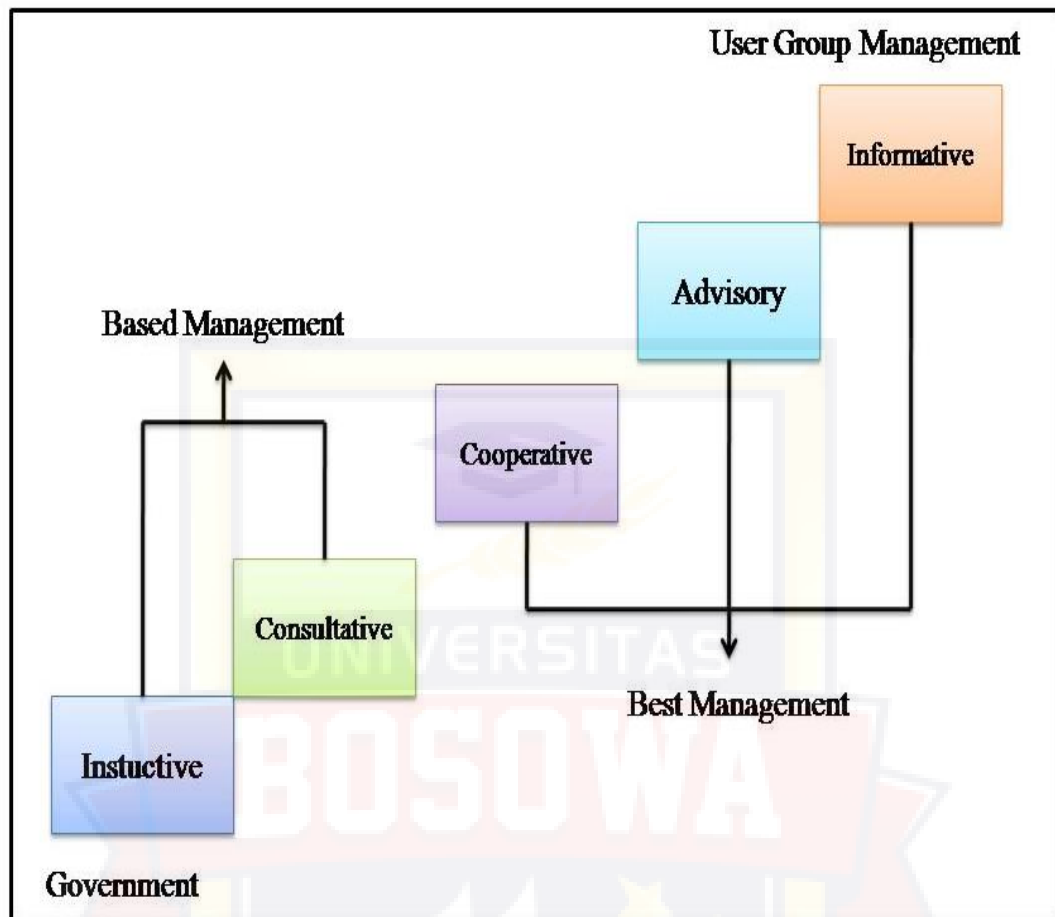 User Group Management
Informative
Advisory
Based Management
Cooperative
Consultative
UNIVERSITAS
Best Management
Instuctive
BOSOWA
Government